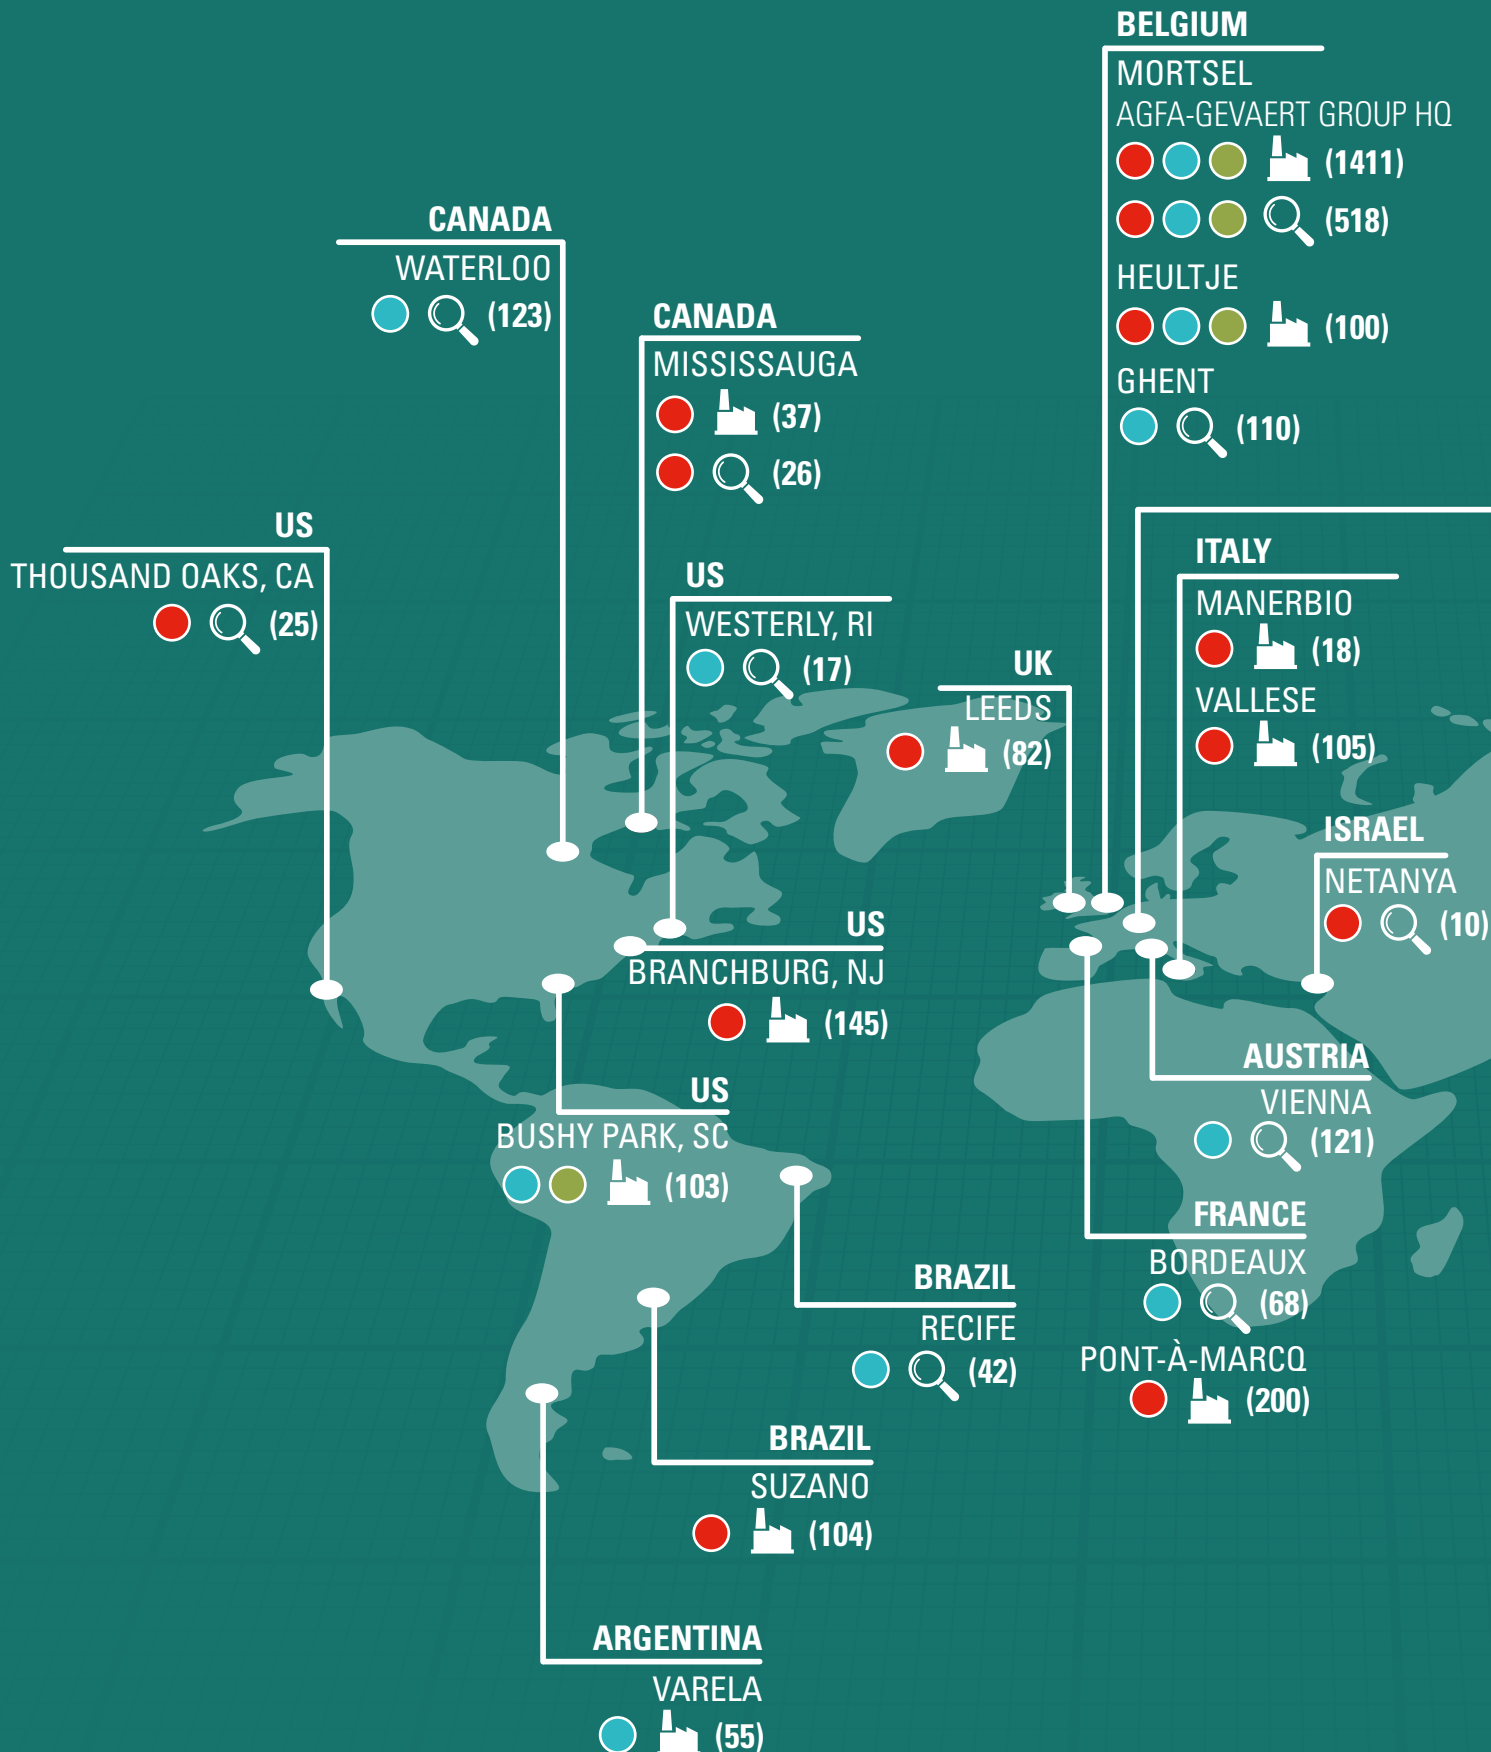 BELGIUM
MORTSEL
AGFA-GEVAERT GROUP HQ
(1411)
(518)
HEULTJE
(100)
GHENT
(110)
CANADA
WATERLOO
(123)
CANADA
MISSISSAUGA
(37)
(26)
US
THOUSAND OAKS, CA
(25)
US
WESTERLY, RI
(17)
UK
LEEDS
(82)
ITALY
MANERBIO
(18)
VALLESE
(105)
ISRAEL
NETANYA
(10)
US
BRANCHBURG, NJ
(145)
US
BUSHY PARK, SC
(103)
AUSTRIA
VIENNA
(121)
FRANCE
BORDEAUX
(68)
PONT-À-MARCQ
(200)
BRAZIL
RECIFE
(42)
BRAZIL
SUZANO
(104)
ARGENTINA
VARELA
(55)